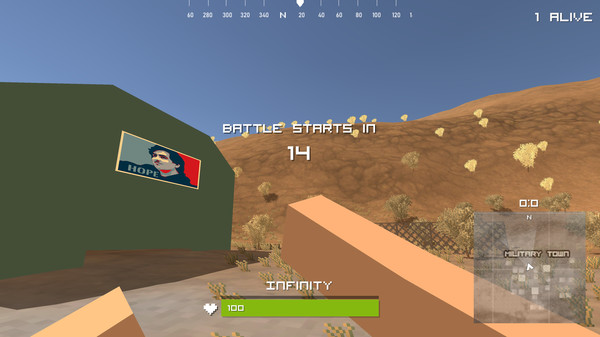 60 280 300 320 340 N 20 40 60 80 100 120 1
1 ALIVE
BATTLE STARTS IN
14
HOPE
0:0
N
MILITARY TOWN
INFINITY
100